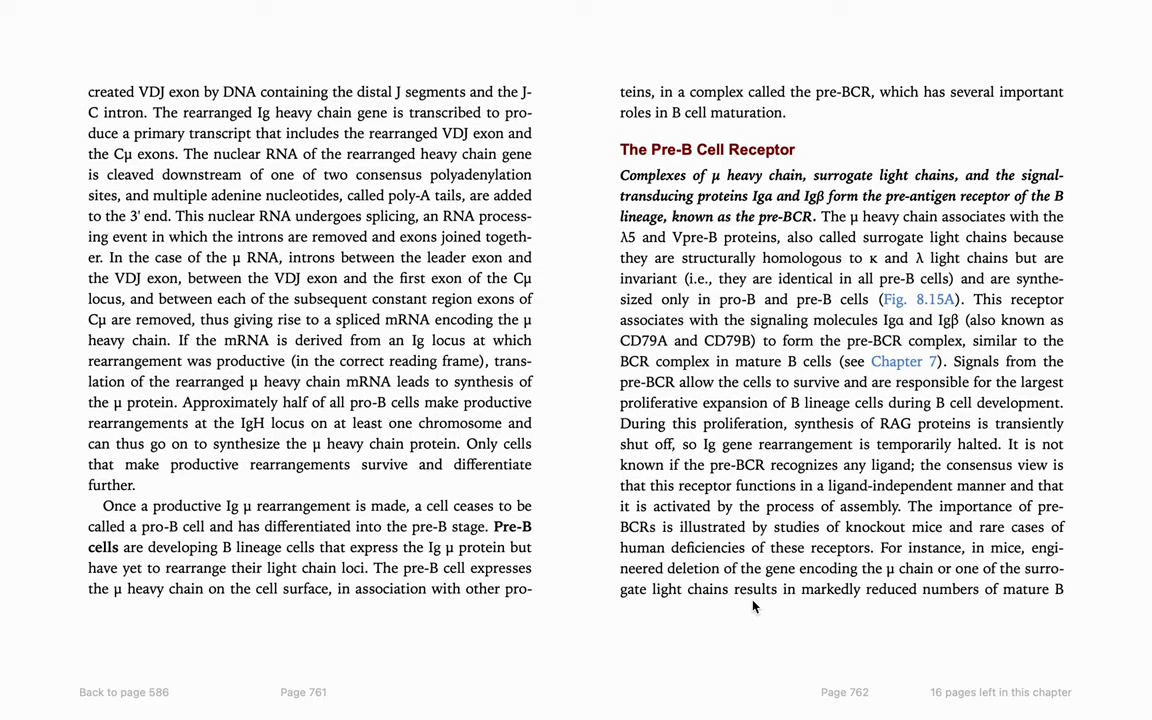 created VDJ exon by DNA containing the distal J segments and the J-
C intron. The rearranged Ig heavy chain gene is transcribed to pro-
duce a primary transcript that includes the rearranged VDJ exon and
the Cμ exons. The nuclear RNA of the rearranged heavy chain gene
is cleaved downstream of one of two consensus polyadenylation
sites, and multiple adenine nucleotides, called poly-A tails, are added
to the 3' end. This nuclear RNA undergoes splicing, an RNA process-
ing event in which the introns are removed and exons joined togeth-
er. In the case of the μ RNA, introns between the leader exon and
the VDJ exon, between the VDJ exon and the first exon of the Cμ
locus, and between each of the subsequent constant region exons of
Cμ are removed, thus giving rise to a spliced mRNA encoding the μ
heavy chain. If the mRNA is derived from an Ig locus at which
rearrangement was productive (in the correct reading frame), trans-
lation of the rearranged μ heavy chain mRNA leads to synthesis of
the μ protein. Approximately half of all pro-B cells make productive
rearrangements at the IgH locus on at least one chromosome and
can thus go on to synthesize the μ heavy chain protein. Only cells
that make productive rearrangements survive and differentiate
further.
Once a productive Ig μ rearrangement is made, a cell ceases to be
called a pro-B cell and has differentiated into the pre-B stage. Pre-B
cells are developing B lineage cells that express the Ig μ protein but
have yet to rearrange their light chain loci. The pre-B cell expresses
the μ heavy chain on the cell surface, in association with other pro-
teins, in a complex called the pre-BCR, which has several important
roles in B cell maturation.
The Pre-B Cell Receptor
Complexes of μ heavy chain, surrogate light chains, and the signal-
transducing proteins Igα and Igβ form the pre-antigen receptor of the B
lineage, known as the pre-BCR. The μ heavy chain associates with the
λ5 and Vpre-B proteins, also called surrogate light chains because
they are structurally homologous to κ and λ light chains but are
invariant (i.e., they are identical in all pre-B cells) and are synthe-
sized only in pro-B and pre-B cells (Fig. 8.15A). This receptor
associates with the signaling molecules Igα and Igβ (also known as
CD79A and CD79B) to form the pre-BCR complex, similar to the
BCR complex in mature B cells (see Chapter 7). Signals from the
pre-BCR allow the cells to survive and are responsible for the largest
proliferative expansion of B lineage cells during B cell development.
During this proliferation, synthesis of RAG proteins is transiently
shut off, so Ig gene rearrangement is temporarily halted. It is not
known if the pre-BCR recognizes any ligand; the consensus view is
that this receptor functions in a ligand-independent manner and that
it is activated by the process of assembly. The importance of pre-
BCRs is illustrated by studies of knockout mice and rare cases of
human deficiencies of these receptors. For instance, in mice, engi-
neered deletion of the gene encoding the μ chain or one of the surro-
gate light chains results in markedly reduced numbers of mature B
Back to page 586
Page 761
Page 762
16 pages left in this chapter